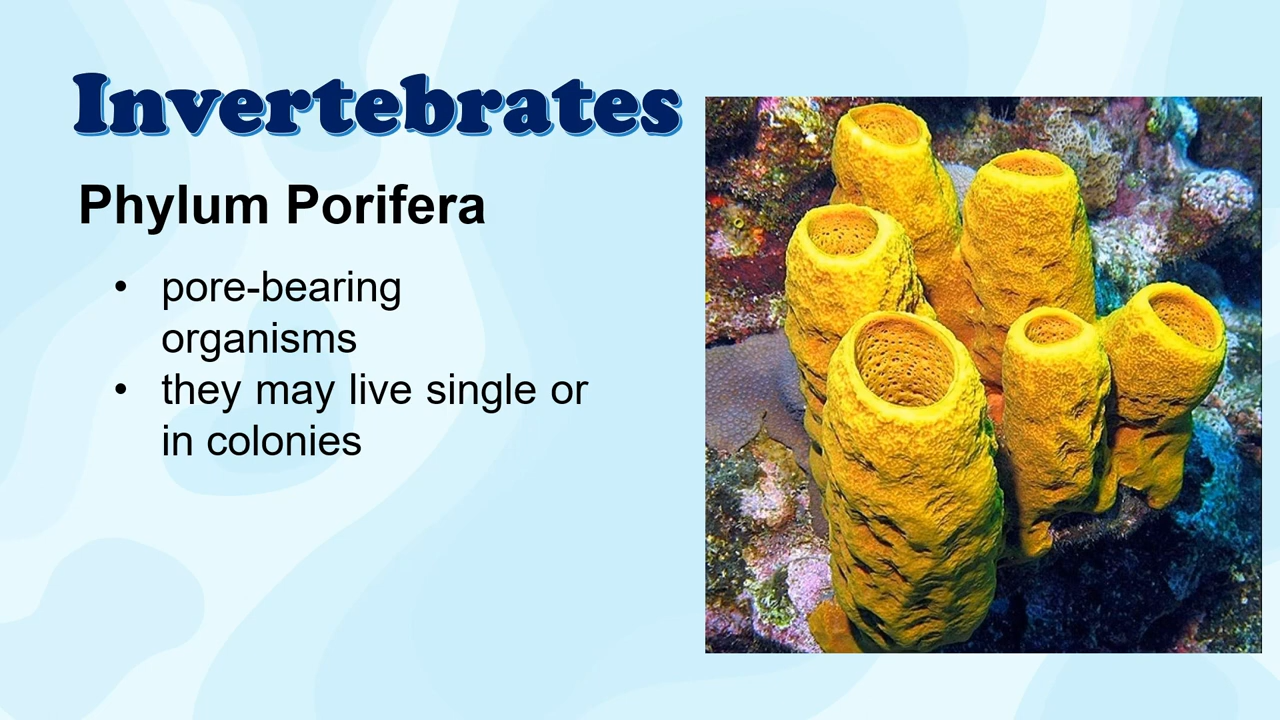 Invertebrates
Phylum Porifera
• pore-bearing
organisms
• they may live single or
in colonies